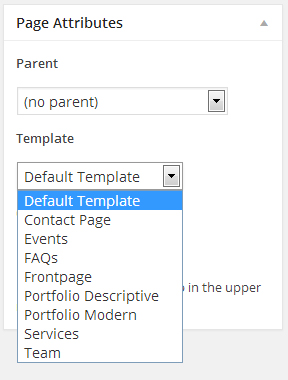 Page Attributes
Parent
(no parent)
Template
Default Template
Default Template
Contact Page
Events
FAQs
Frontpage
Portfolio Descriptive
in the upper
Portfolio Modern
Services
Team